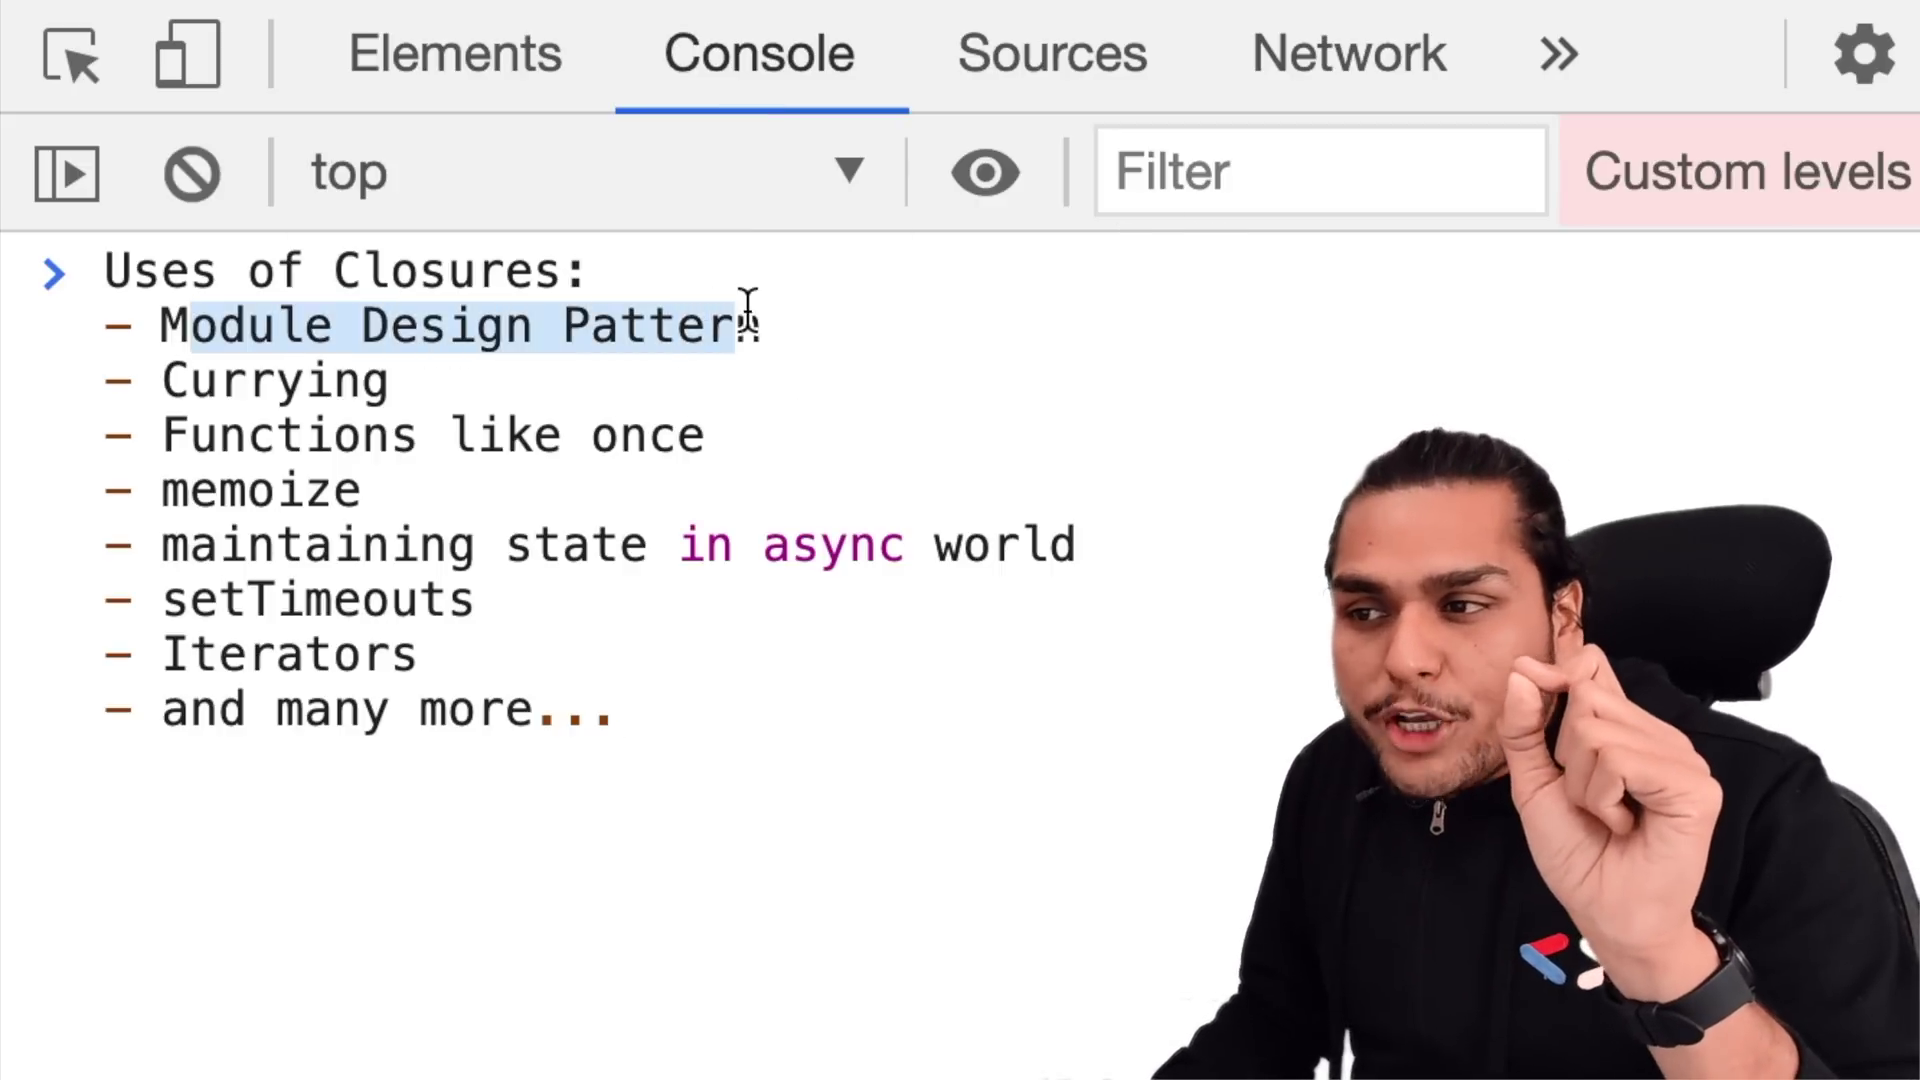 Elements Console Sources Network
top Filter Custom levels
Uses of Closures:
- Module Design Pattern
- Currying
- Functions like once
- memoize
- maintaining state in async world
- setTimeouts
- Iterators
- and many more...